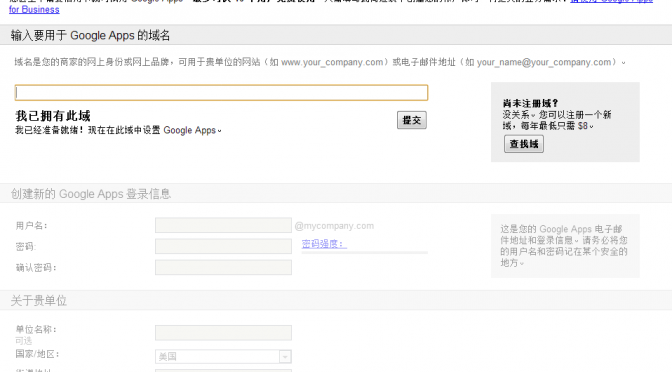 for Business
输入要用于 Google Apps 的域名
域名是您的商家的网上身份或网上品牌，可用于贵单位的网站（如 www.your_company.com）或电子邮件地址（如 your_name@your_company.com）。
我已拥有此域
我已经准备就绪！现在在此域中设置 Google Apps。
提交
尚未注册域？
没关系。您可以注册一个新
域，每年最低只需 $8。
查找域
创建新的 Google Apps 登录信息
用户名：
@mycompany.com
密码：
密码强度：
确认密码：
这是您的 Google Apps 电子邮
件地址和登录信息。请务必将您
的用户名和密码记在某个安全的
地方。
关于贵单位
单位名称：
可选
国家/地区：
美国